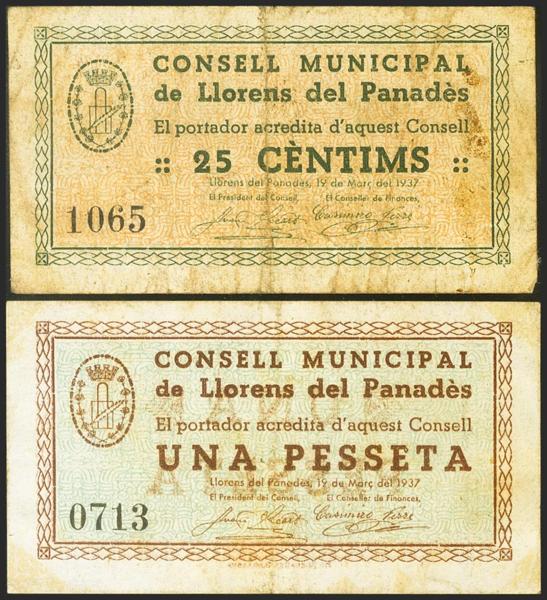 CONSELL MUNICIPAL
de Llorens del Panadès
El portador acredita d'aquest Consell
:: 25 CÈNTIMS ::
Llorens del Panadès, 19 de Març del 1937
El President del Consell, El Conseller de Finances,
1065
CONSELL MUNICIPAL
de Llorens del Panadès
El portador acredita d'aquest Consell
UNA PESSETA
Llorens del Panadès, 19 de Març del 1937
El President del Consell, El Conseller de Finances,
0713